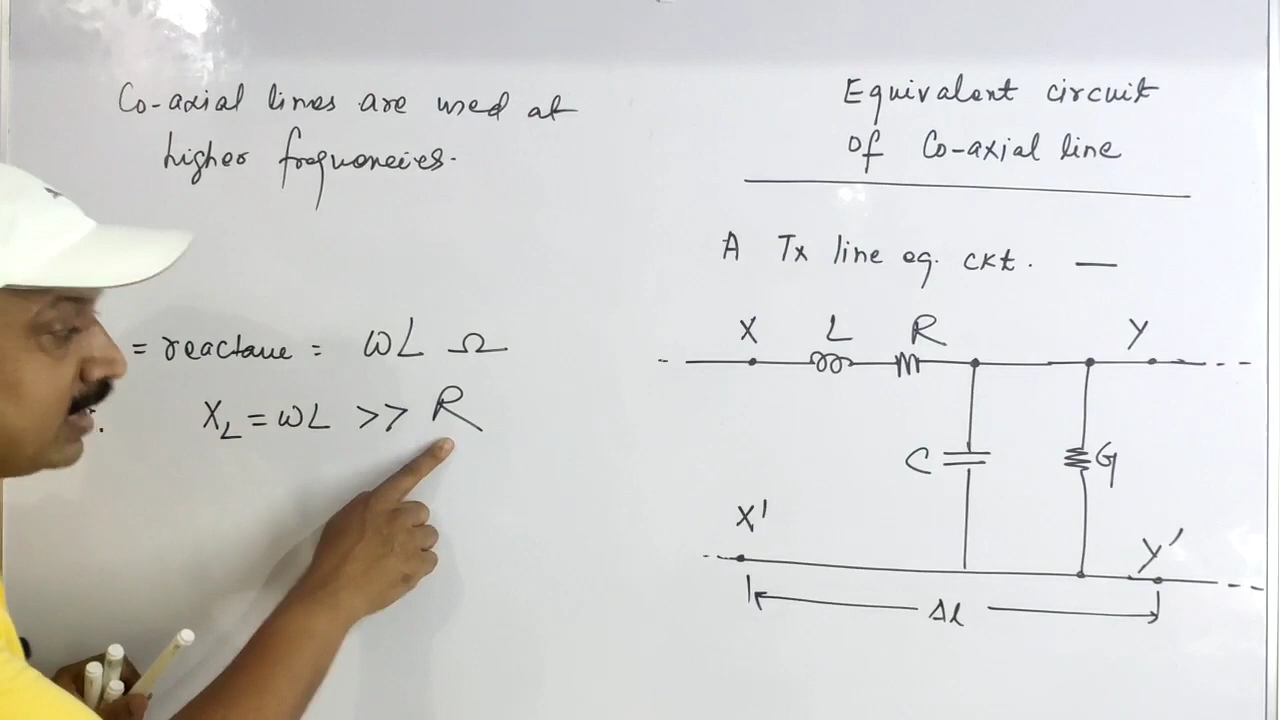 Co-axial lines are used at
higher frequencies.
= reactane = ωL Ω
X_L = ωL >> R
Equivalent circuit
of Co-axial line
A Tx line eq. ckt. —
X L R Y
C G
X' Y'
Δl